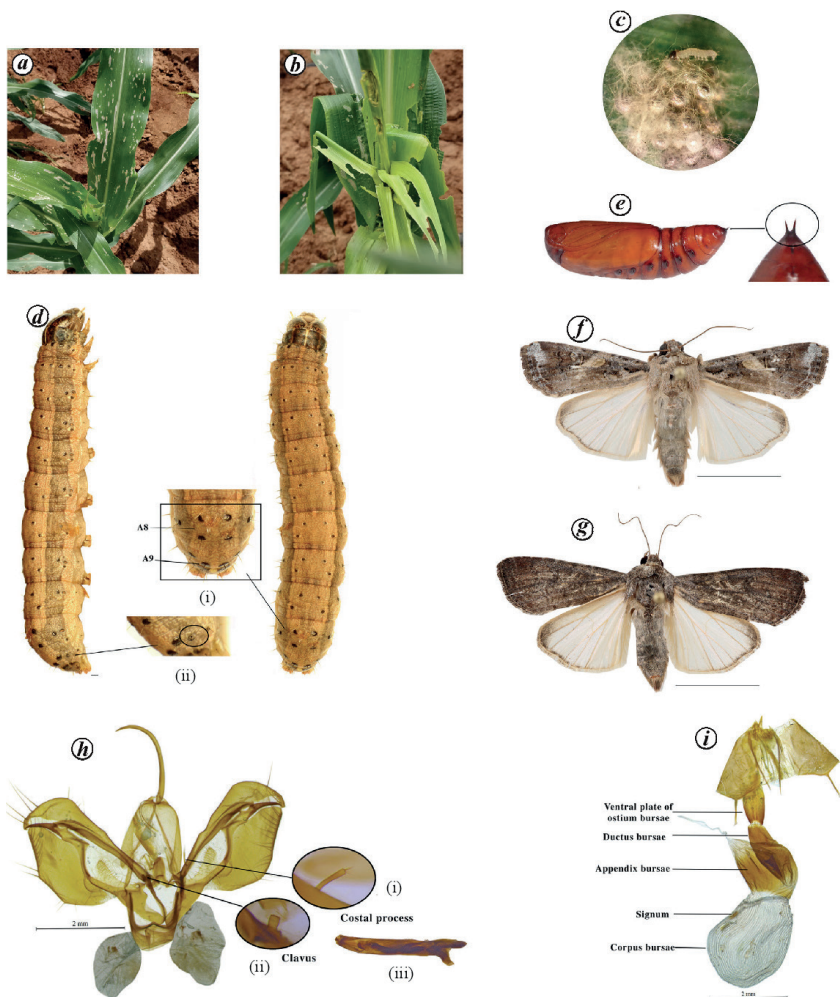 a
b
c
e
d
f
A8
A9
(i)
g
(ii)
h
i
Ventral plate of
ostium bursae
Ductus bursae
Appendix bursae
Signum
Corpus bursae
2 mm
(i)
Costal process
2 mm
(ii)
Clavus
(iii)